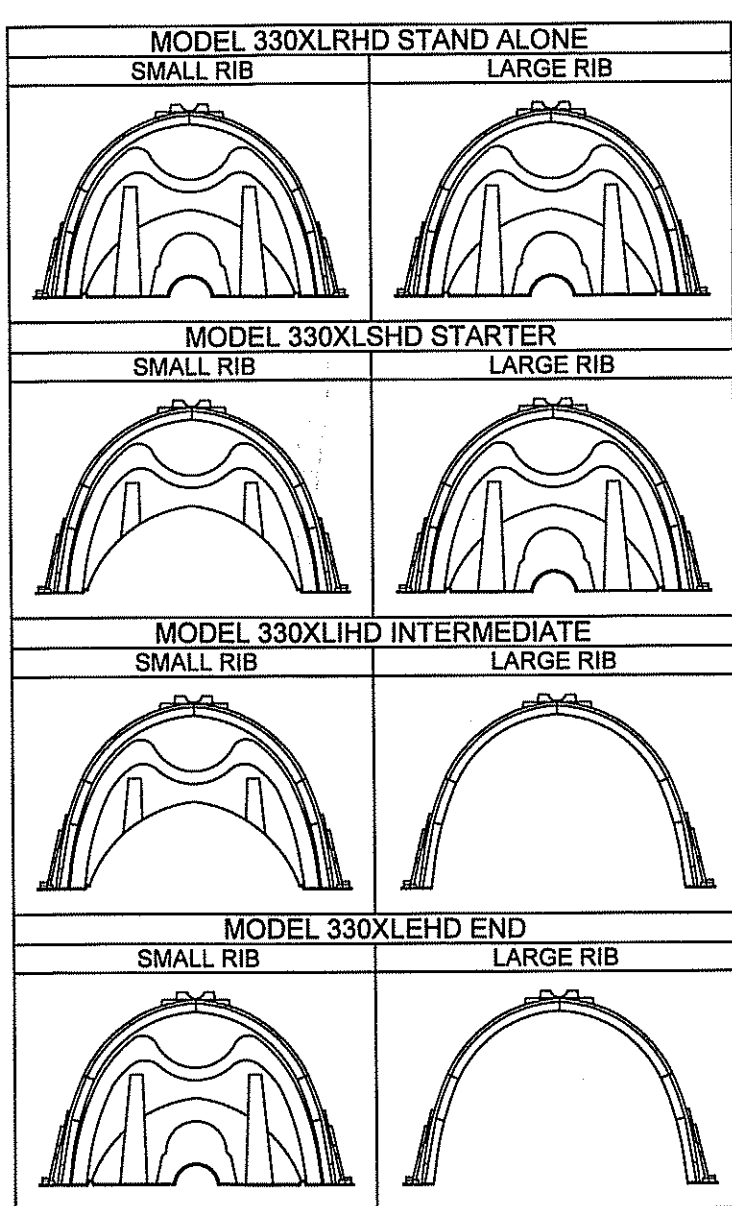 MODEL 330XLRHD STAND ALONE
SMALL RIB LARGE RIB
MODEL 330XLSHD STARTER
SMALL RIB LARGE RIB
MODEL 330XLIHD INTERMEDIATE
SMALL RIB LARGE RIB
MODEL 330XLEHD END
SMALL RIB LARGE RIB